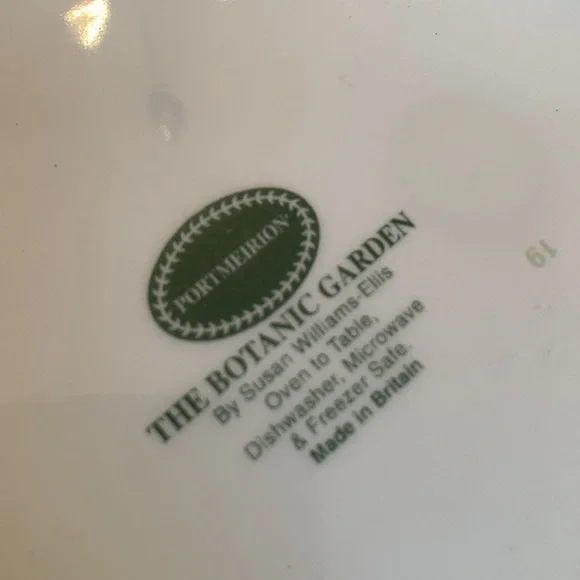 PORTMEIRION
THE BOTANIC GARDEN
By Susan Williams-Ellis
Oven to Table,
Dishwasher, Microwave
& Freezer Safe.
Made in Britain
19